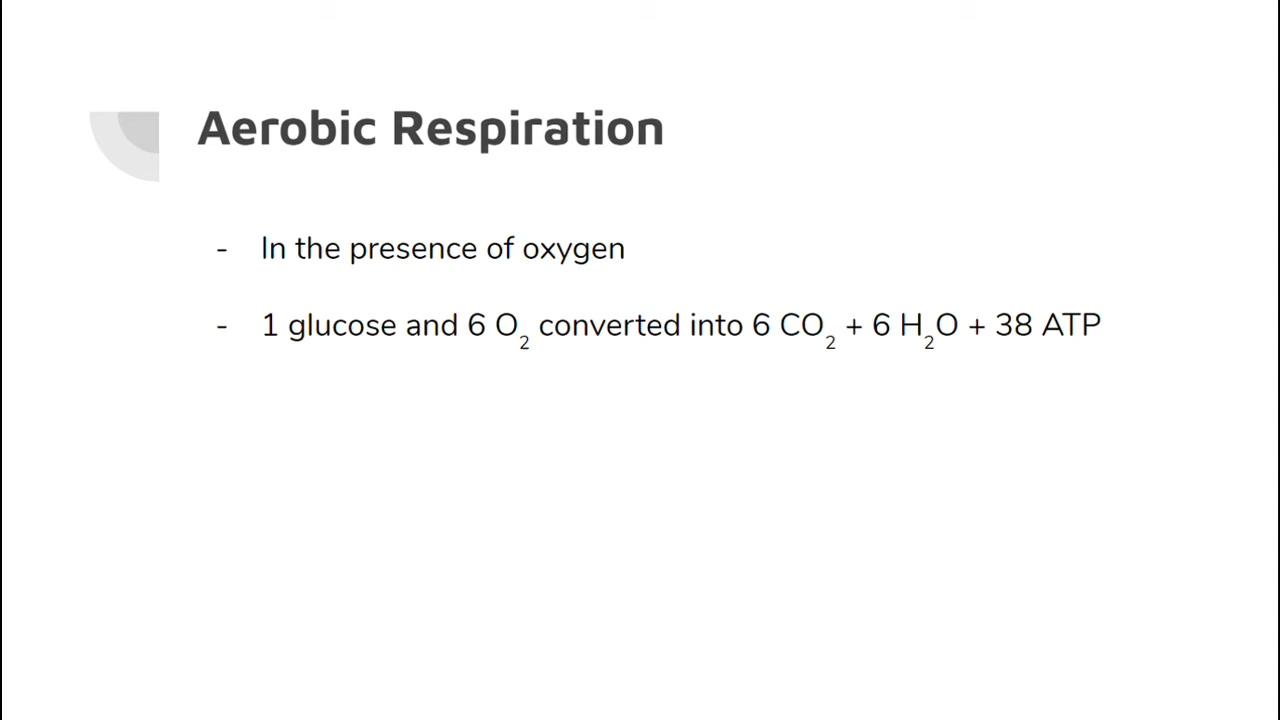 Aerobic Respiration
- In the presence of oxygen
- 1 glucose and 6 O₂ converted into 6 CO₂ + 6 H₂O + 38 ATP